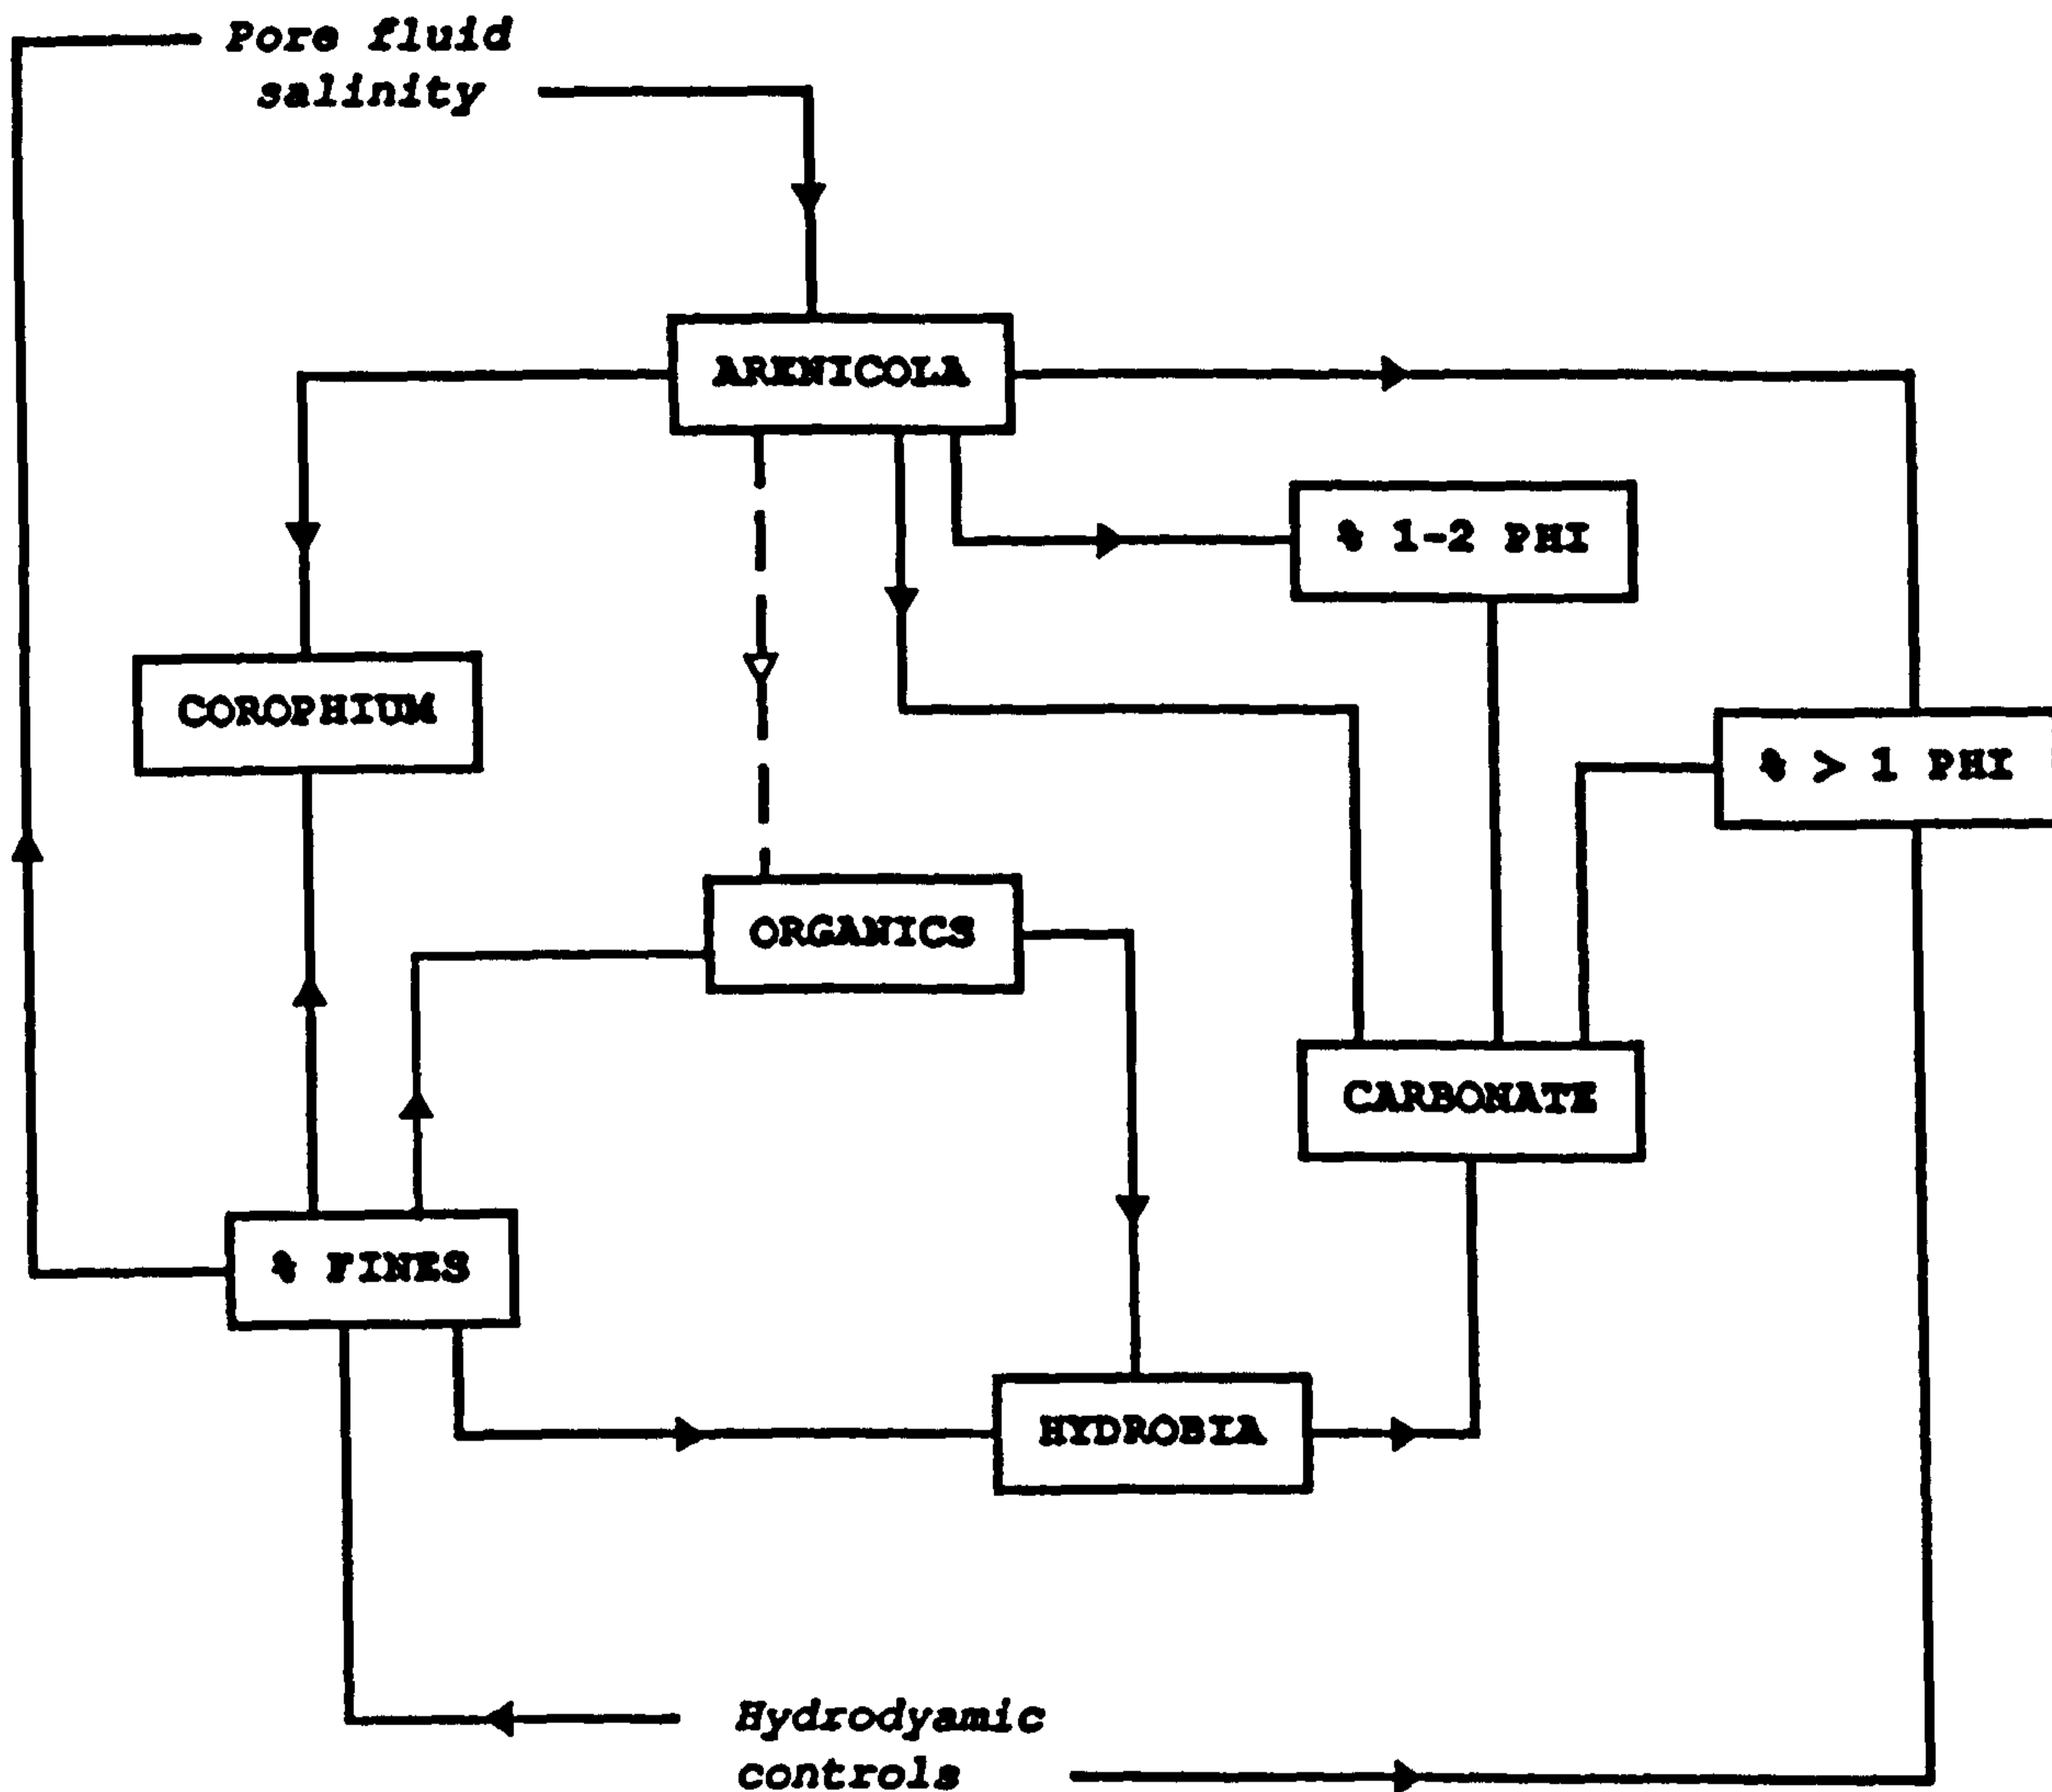 Pore fluid
salinity
ARENICOLA
% 1-2 PHI
COROPHIUM
% > 1 PHI
ORGANICS
CARBONATE
% FINES
HYDROBIA
Hydrodyamic
controls